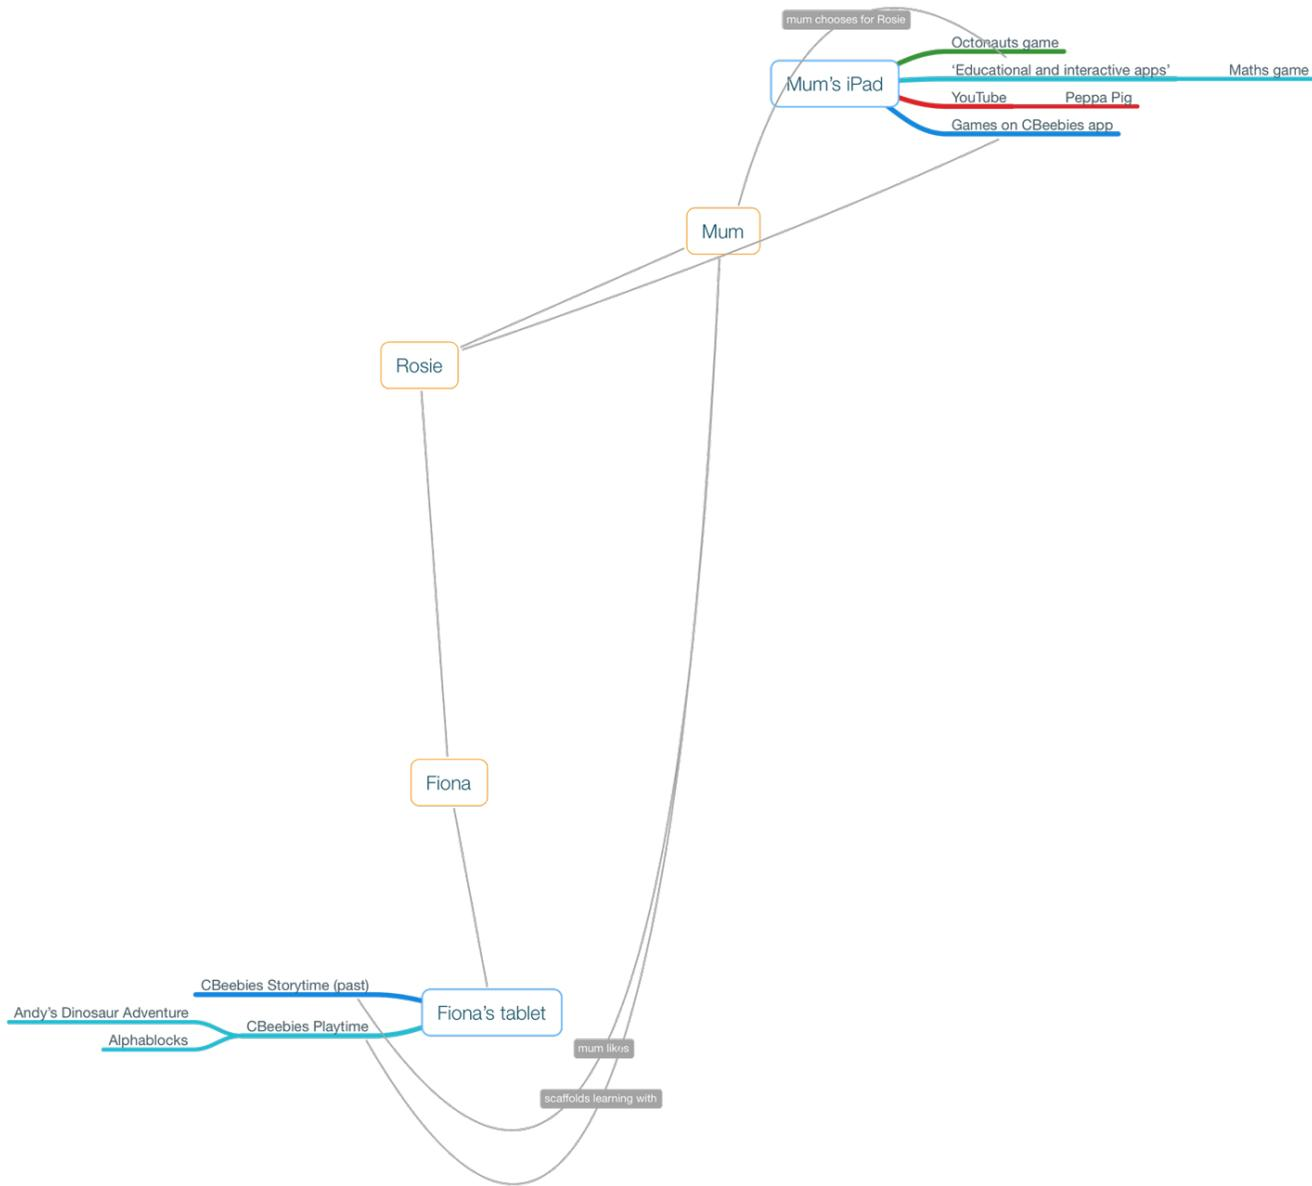 mum chooses for Rosie
Octonauts game
Mum's iPad
‘Educational and interactive apps’
Maths game
YouTube
Peppa Pig
Games on CBeebies app
Mum
Rosie
Fiona
CBeebies Storytime (past)
Andy's Dinosaur Adventure
Fiona's tablet
CBeebies Playtime
Alphablocks
mum likes
scaffolds learning with